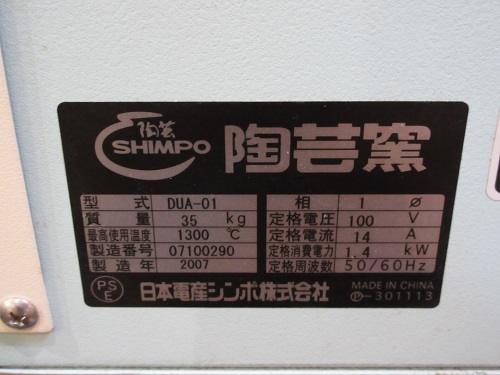 陶芸
SHIMPO
陶芸窯
型式 DUA-01 相 1 Ø
質量 35 kg 定格電圧 100 V
最高使用温度 1300 ℃ 定格電流 14 A
製造番号 07100290 定格消費電力 1.4 kW
製造年 2007 定格周波数 50/60Hz
PS
E
日本電産シンポ株式会社
MADE IN CHINA
Ⓟ-301113